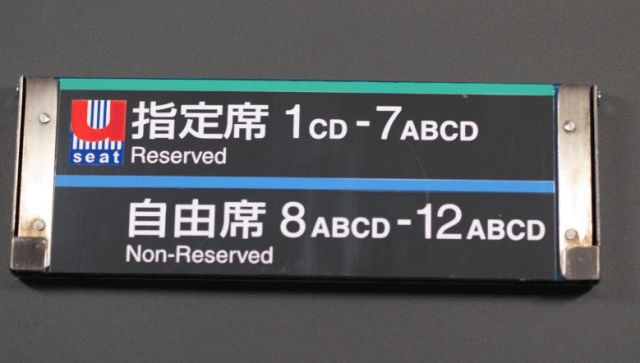 u seat
指定席 1CD-7ABCD
Reserved
自由席 8ABCD-12ABCD
Non-Reserved